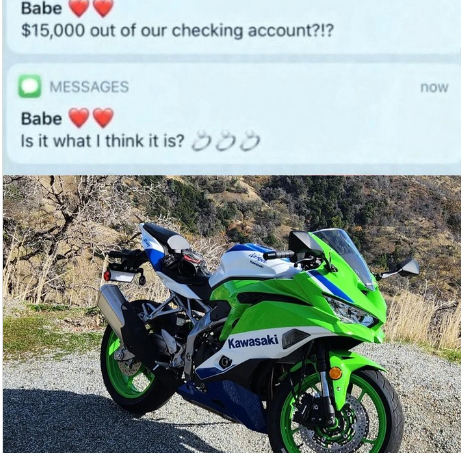 Babe ❤️❤️
$15,000 out of our checking account?!?
MESSAGES now
Babe ❤️❤️
Is it what I think it is? 💍💍💍
Kawasaki